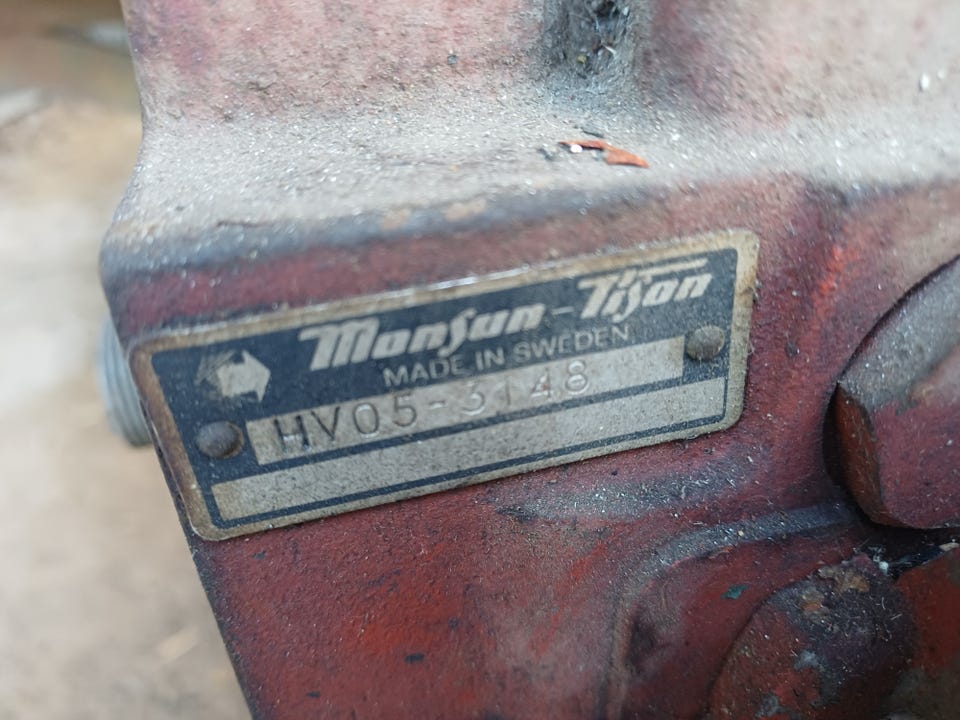 Monsun-Tison
MADE IN SWEDEN
HV05-3148